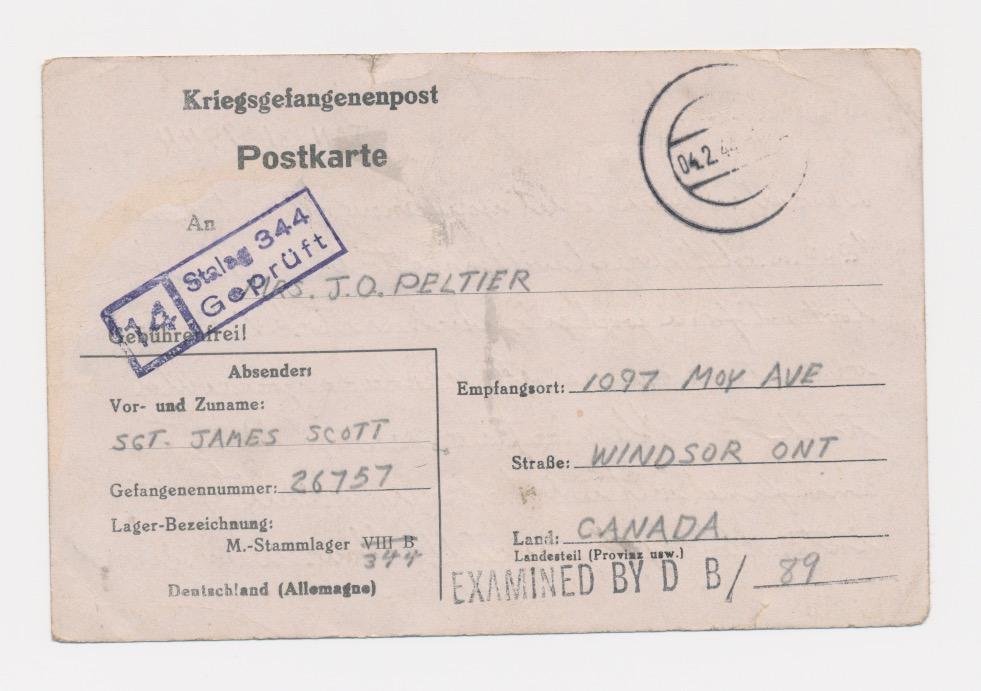 Kriegsgefangenenpost
Postkarte
04.2.44
An
14
Stalag 344
Geprüft
MRS. J.O. PELTIER
Gebührenfrei!
Absender:
Vor- und Zuname:
SGT. JAMES SCOTT
Gefangenennummer: 26757
Lager-Bezeichnung:
M.-Stammlager VIII B
344
Deutschland (Allemagne)
Empfangsort: 1097 MOY AVE
Straße: WINDSOR ONT
Land: CANADA
Landesteil (Provinz usw.)
EXAMINED BY D B/ 89